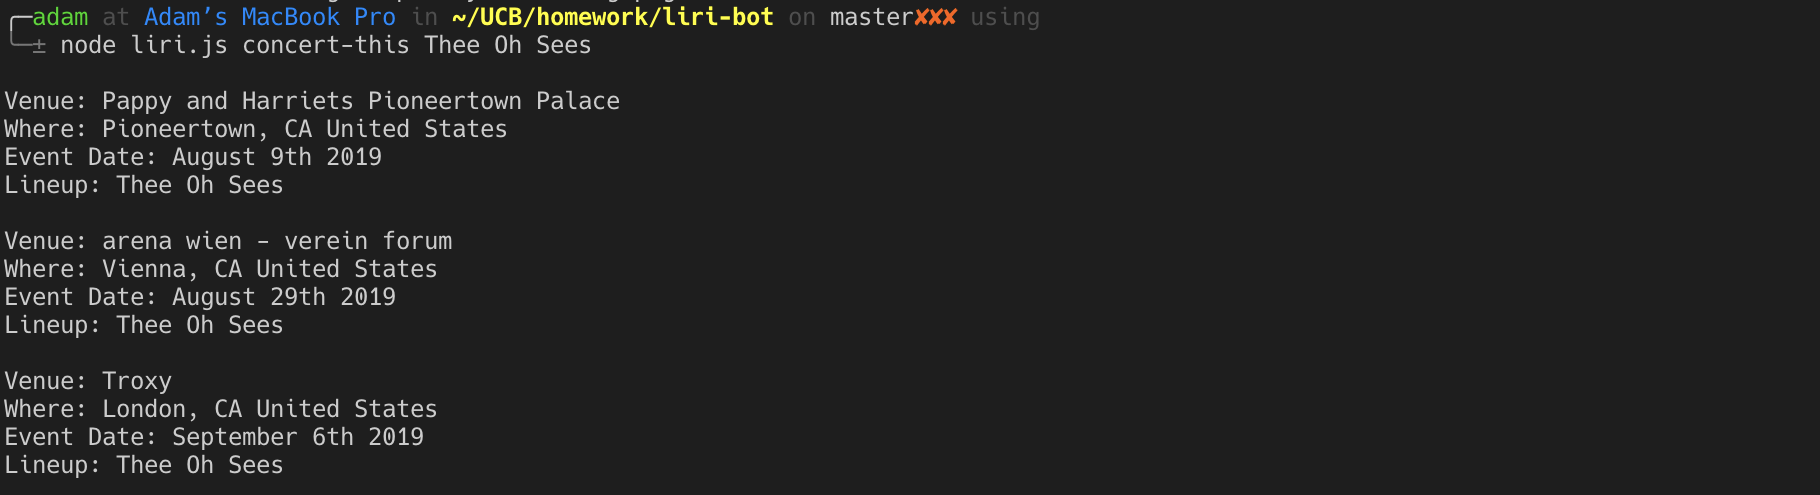 adam at Adam’s MacBook Pro in ~/UCB/homework/liri-bot on master✘✘✘ using
± node liri.js concert-this Thee Oh Sees
Venue: Pappy and Harriets Pioneertown Palace
Where: Pioneertown, CA United States
Event Date: August 9th 2019
Lineup: Thee Oh Sees
Venue: arena wien - verein forum
Where: Vienna, CA United States
Event Date: August 29th 2019
Lineup: Thee Oh Sees
Venue: Troxy
Where: London, CA United States
Event Date: September 6th 2019
Lineup: Thee Oh Sees